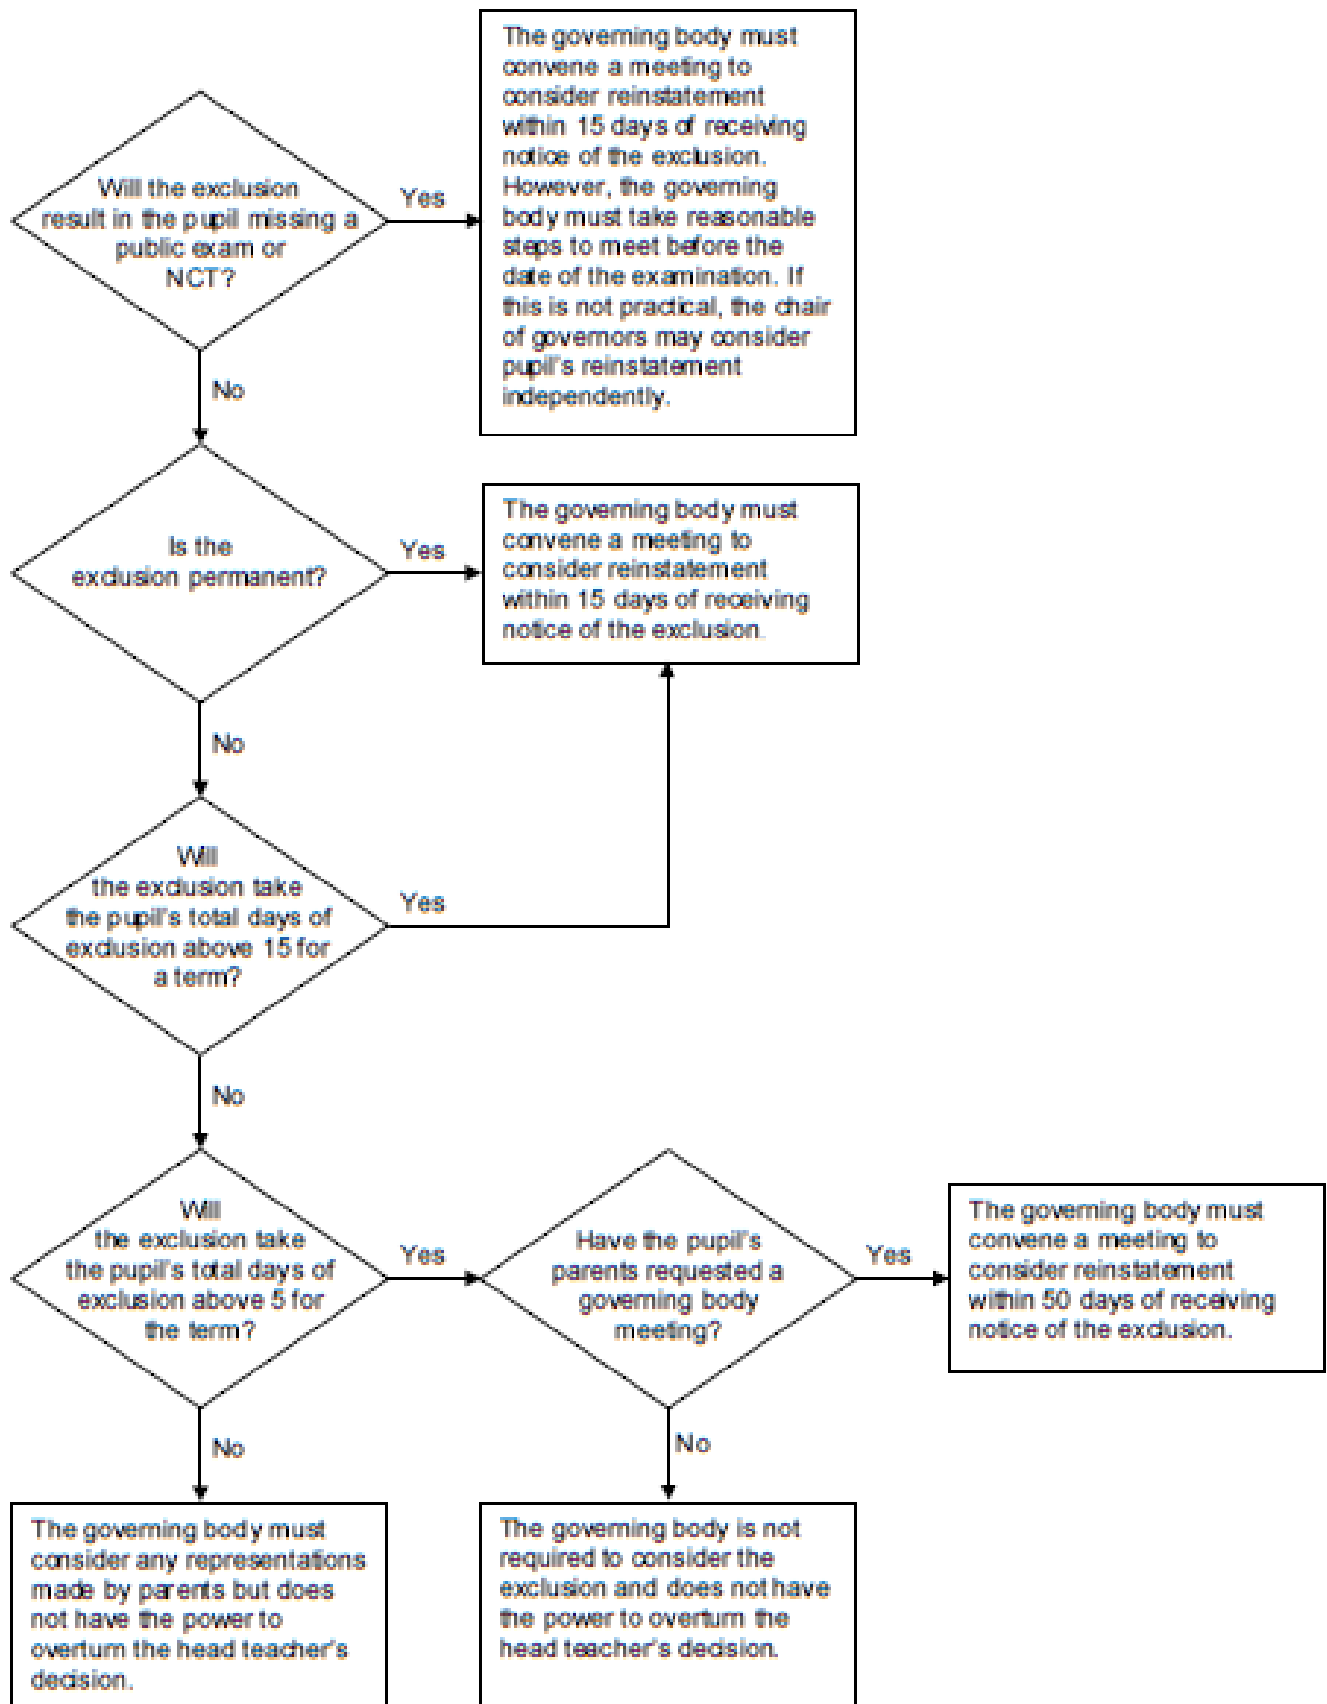 The governing body must
convene a meeting to
consider reinstatement
within 15 days of receiving
notice of the exclusion.
However, the governing
body must take reasonable
steps to meet before the
date of the examination. If
this is not practical, the chair
of governors may consider
pupil's reinstatement
independently.
Will the exclusion
result in the pupil missing a
public exam or
NCT?
Yes
No
Is the
exclusion permanent?
Yes
The governing body must
convene a meeting to
consider reinstatement
within 15 days of receiving
notice of the exclusion.
No
Will
the exclusion take
the pupil's total days of
exclusion above 15 for
a term?
Yes
No
Will
the exclusion take
the pupil's total days of
exclusion above 5 for
the term?
Yes
Have the pupil's
parents requested a
governing body
meeting?
Yes
The governing body must
convene a meeting to
consider reinstatement
within 50 days of receiving
notice of the exclusion.
No
No
The governing body must
consider any representations
made by parents but does
not have the power to
overturn the head teacher's
decision.
The governing body is not
required to consider the
exclusion and does not have
the power to overturn the
head teacher's decision.